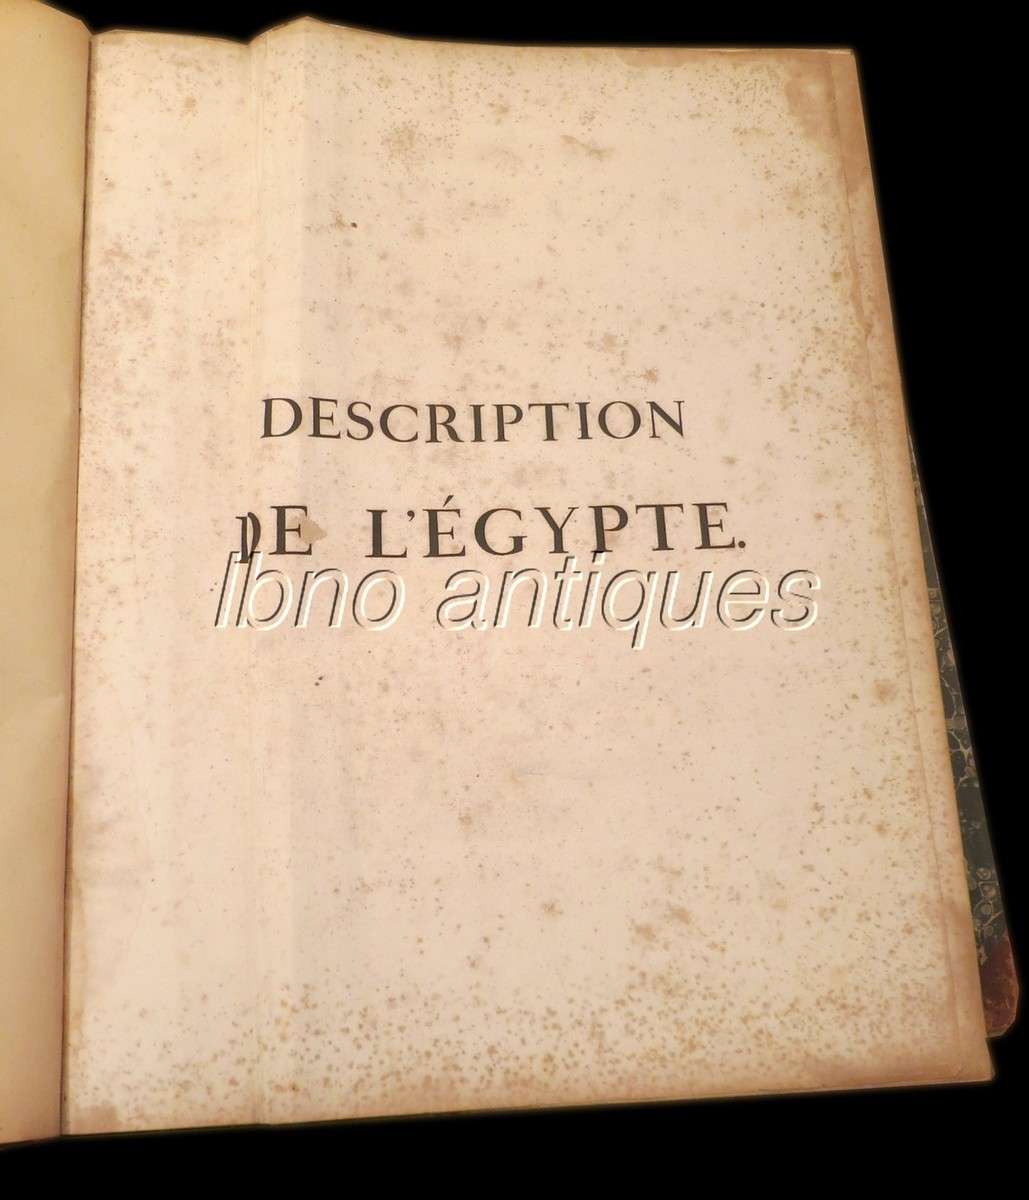 DESCRIPTION
DE L'ÉGYPTE.
Ibno antiques